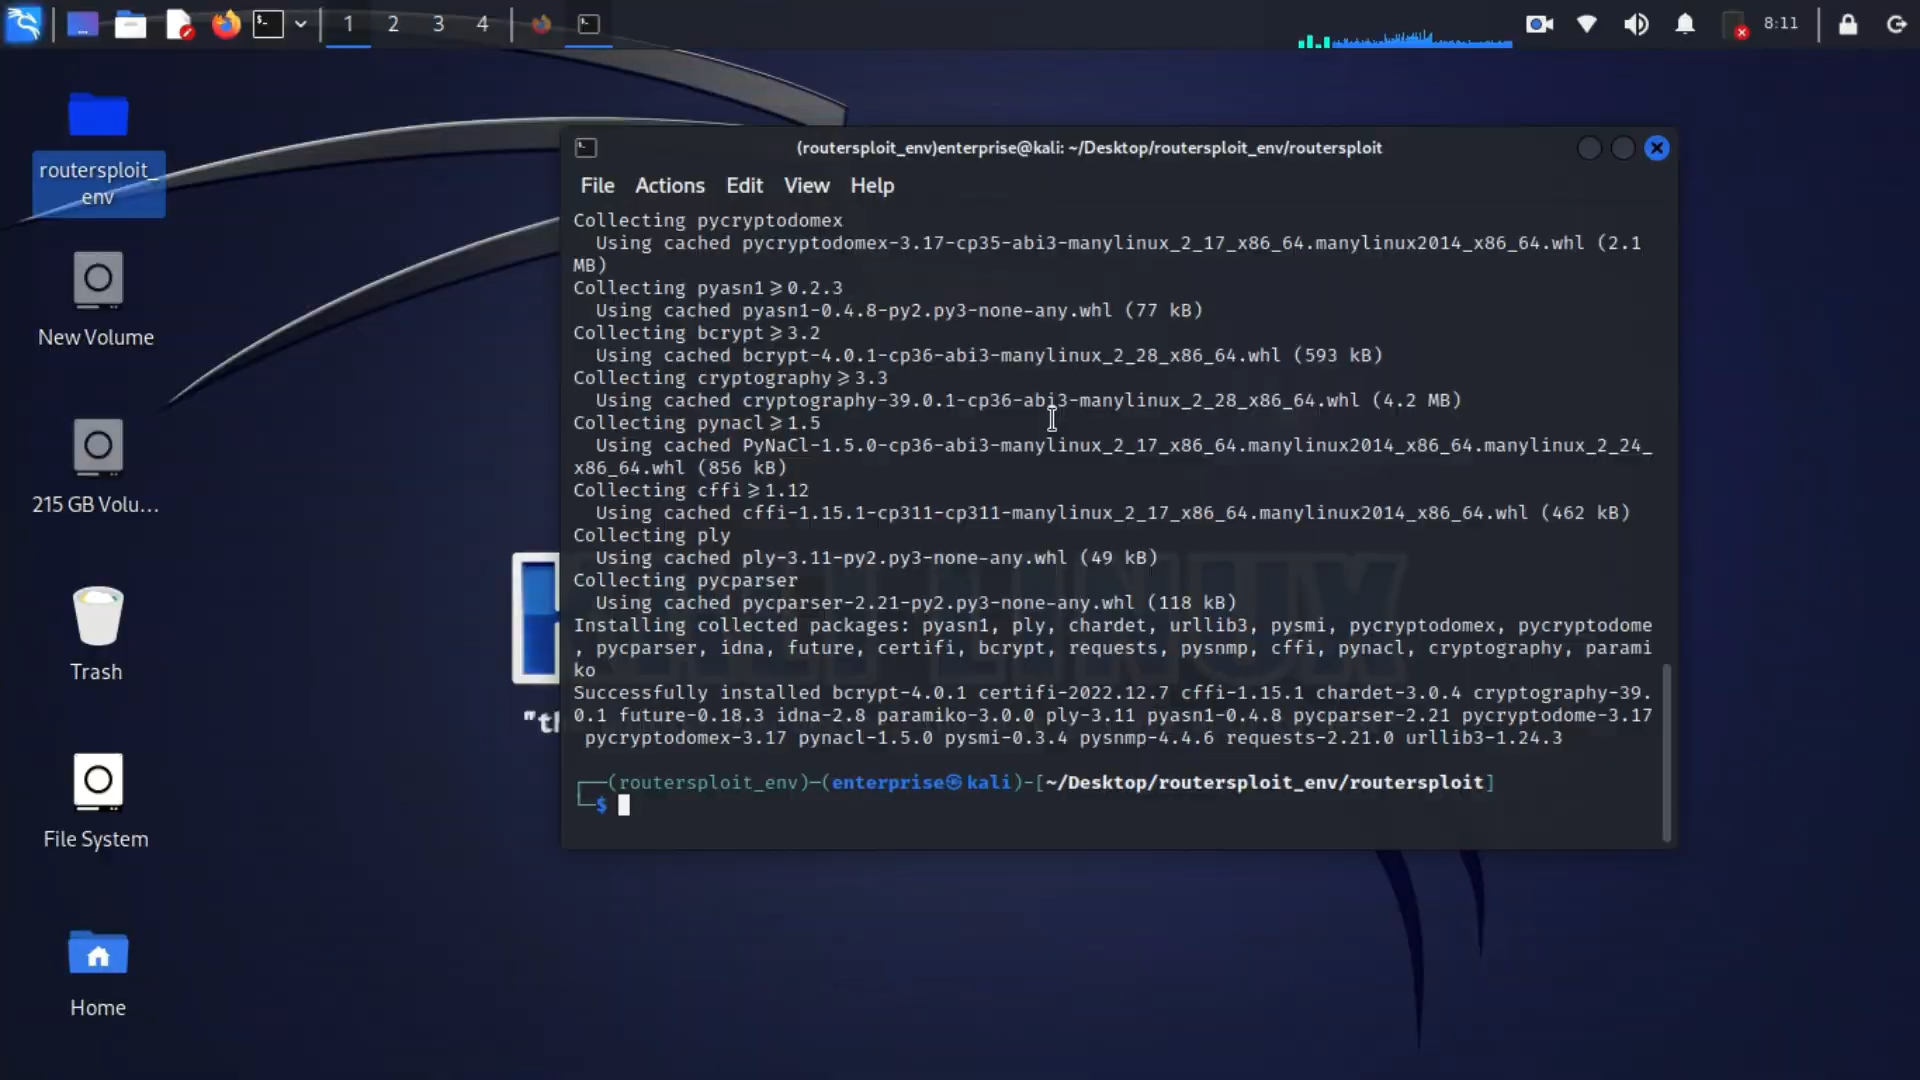 1 2 3 4
8:11
routersploit_
env
New Volume
215 GB Volu...
Trash
File System
Home
(routersploit_env)enterprise@kali: ~/Desktop/routersploit_env/routersploit
File Actions Edit View Help
Collecting pycryptodomex
Using cached pycryptodomex-3.17-cp35-abi3-manylinux_2_17_x86_64.manylinux2014_x86_64.whl (2.1
MB)
Collecting pyasn1≥0.2.3
Using cached pyasn1-0.4.8-py2.py3-none-any.whl (77 kB)
Collecting bcrypt≥3.2
Using cached bcrypt-4.0.1-cp36-abi3-manylinux_2_28_x86_64.whl (593 kB)
Collecting cryptography≥3.3
Using cached cryptography-39.0.1-cp36-abi3-manylinux_2_28_x86_64.whl (4.2 MB)
Collecting pynacl≥1.5
Using cached PyNaCl-1.5.0-cp36-abi3-manylinux_2_17_x86_64.manylinux2014_x86_64.manylinux_2_24_
x86_64.whl (856 kB)
Collecting cffi≥1.12
Using cached cffi-1.15.1-cp311-cp311-manylinux_2_17_x86_64.manylinux2014_x86_64.whl (462 kB)
Collecting ply
Using cached ply-3.11-py2.py3-none-any.whl (49 kB)
Collecting pycparser
Using cached pycparser-2.21-py2.py3-none-any.whl (118 kB)
Installing collected packages: pyasn1, ply, chardet, urllib3, pysmi, pycryptodomex, pycryptodome
, pycparser, idna, future, certifi, bcrypt, requests, pysnmp, cffi, pynacl, cryptography, parami
ko
Successfully installed bcrypt-4.0.1 certifi-2022.12.7 cffi-1.15.1 chardet-3.0.4 cryptography-39.
0.1 future-0.18.3 idna-2.8 paramiko-3.0.0 ply-3.11 pyasn1-0.4.8 pycparser-2.21 pycryptodome-3.17
pycryptodomex-3.17 pynacl-1.5.0 pysmi-0.3.4 pysnmp-4.4.6 requests-2.21.0 urllib3-1.24.3
┌──(routersploit_env)─(enterprise㉿kali)-[~/Desktop/routersploit_env/routersploit]
└─$